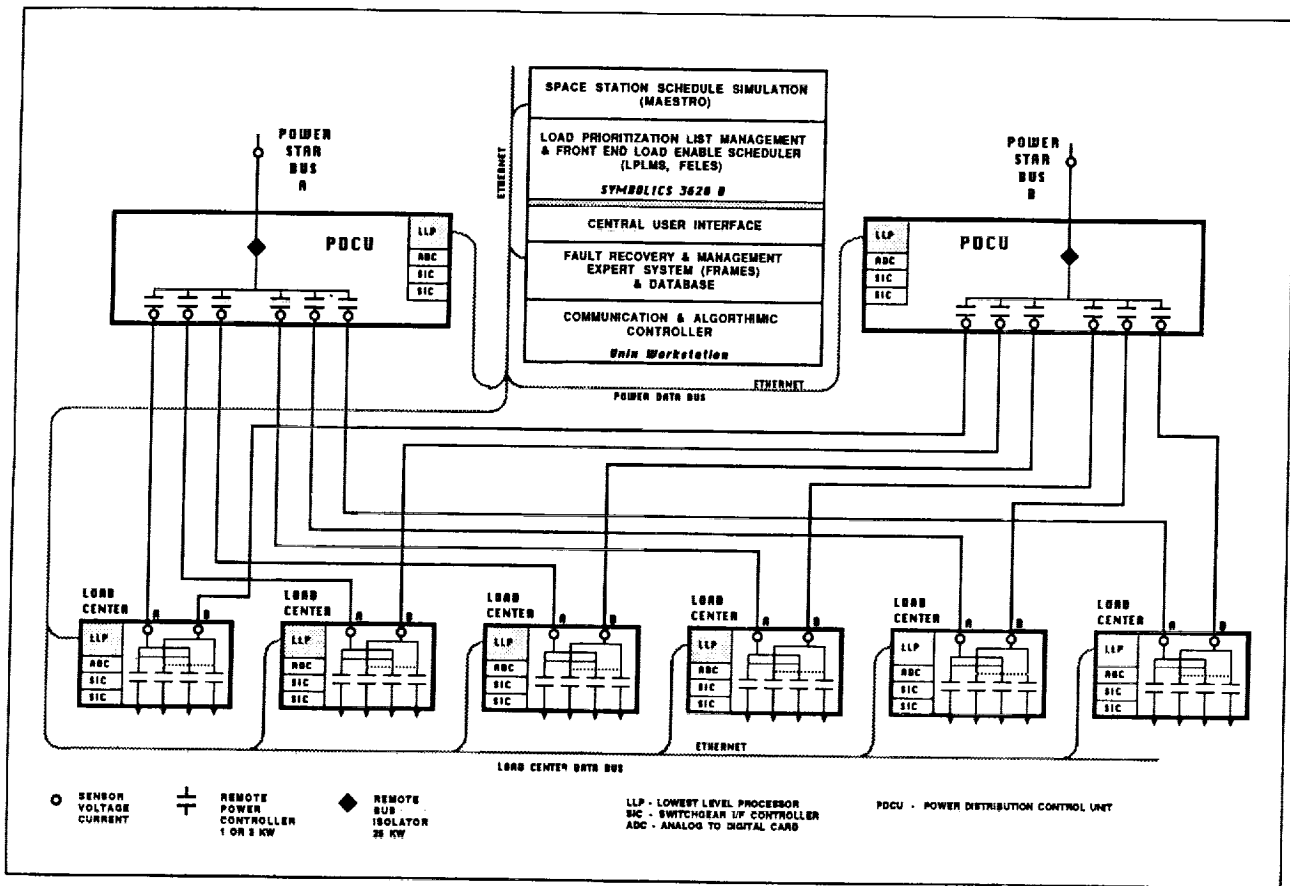 SPACE STATION SCHEDULE SIMULATION
(MAESTRO)
LOAD PRIORITIZATION LIST MANAGEMENT
& FRONT END LOAD ENABLE SCHEDULER
(LPLMS, FELES)
SYMBOLICS 3620 D
CENTRAL USER INTERFACE
FAULT RECOVERY & MANAGEMENT
EXPERT SYSTEM (FRAMES)
& DATABASE
COMMUNICATION & ALGORTHIMIC
CONTROLLER
Unix Workstation
ETHERNET
POWER
STAR
BUS
A
POWER
STAR
BUS
B
PDCU
LLP
ADC
SIC
SIC
LLP
ADC
SIC
SIC
PDCU
ETHERNET
POWER DATA BUS
LOAD
CENTER
A
B
LLP
ADC
SIC
SIC
LOAD
CENTER
A
B
LLP
ADC
SIC
SIC
LOAD
CENTER
A
B
LLP
ADC
SIC
SIC
LOAD
CENTER
A
B
LLP
ADC
SIC
SIC
LOAD
CENTER
A
B
LLP
ADC
SIC
SIC
LOAD
CENTER
A
B
LLP
ADC
SIC
SIC
ETHERNET
LOAD CENTER DATA BUS
SENSOR
VOLTAGE
CURRENT
REMOTE
POWER
CONTROLLER
1 OR 3 KW
REMOTE
BUS
ISOLATOR
25 KW
LLP - LOWEST LEVEL PROCESSOR
SIC - SWITCHGEAR I/F CONTROLLER
ADC - ANALOG TO DIGITAL CARD
PDCU - POWER DISTRIBUTION CONTROL UNIT